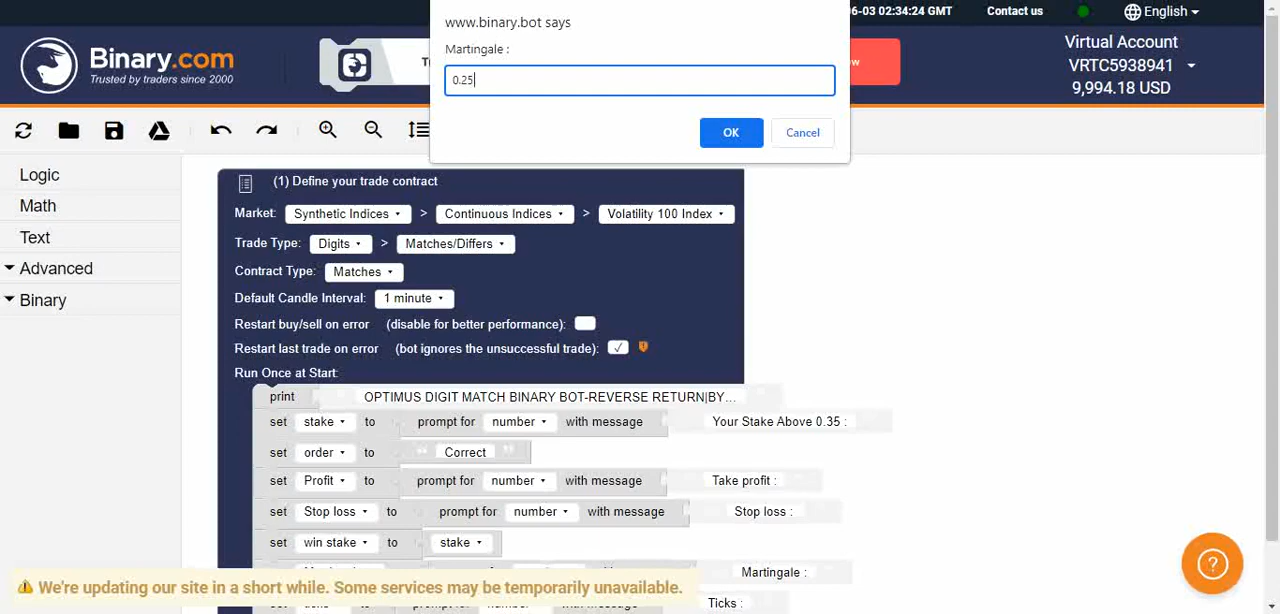 www.binary.bot says
Martingale :
0.25
OK
Cancel
06-03 02:34:24 GMT
Contact us
English
Binary.com
Trusted by traders since 2000
Virtual Account
VRTC5938941
9,994.18 USD
Logic
Math
Text
Advanced
Binary
(1) Define your trade contract
Market: Synthetic Indices > Continuous Indices > Volatility 100 Index
Trade Type: Digits > Matches/Differs
Contract Type: Matches
Default Candle Interval: 1 minute
Restart buy/sell on error (disable for better performance):
Restart last trade on error (bot ignores the unsuccessful trade): ✓
Run Once at Start:
print OPTIMUS DIGIT MATCH BINARY BOT-REVERSE RETURN|BY...
set stake to prompt for number with message Your Stake Above 0.35 :
set order to “ Correct ”
set Profit to prompt for number with message Take profit :
set Stop loss to prompt for number with message Stop loss :
set win stake to stake
Martingale :
Ticks :
We're updating our site in a short while. Some services may be temporarily unavailable.